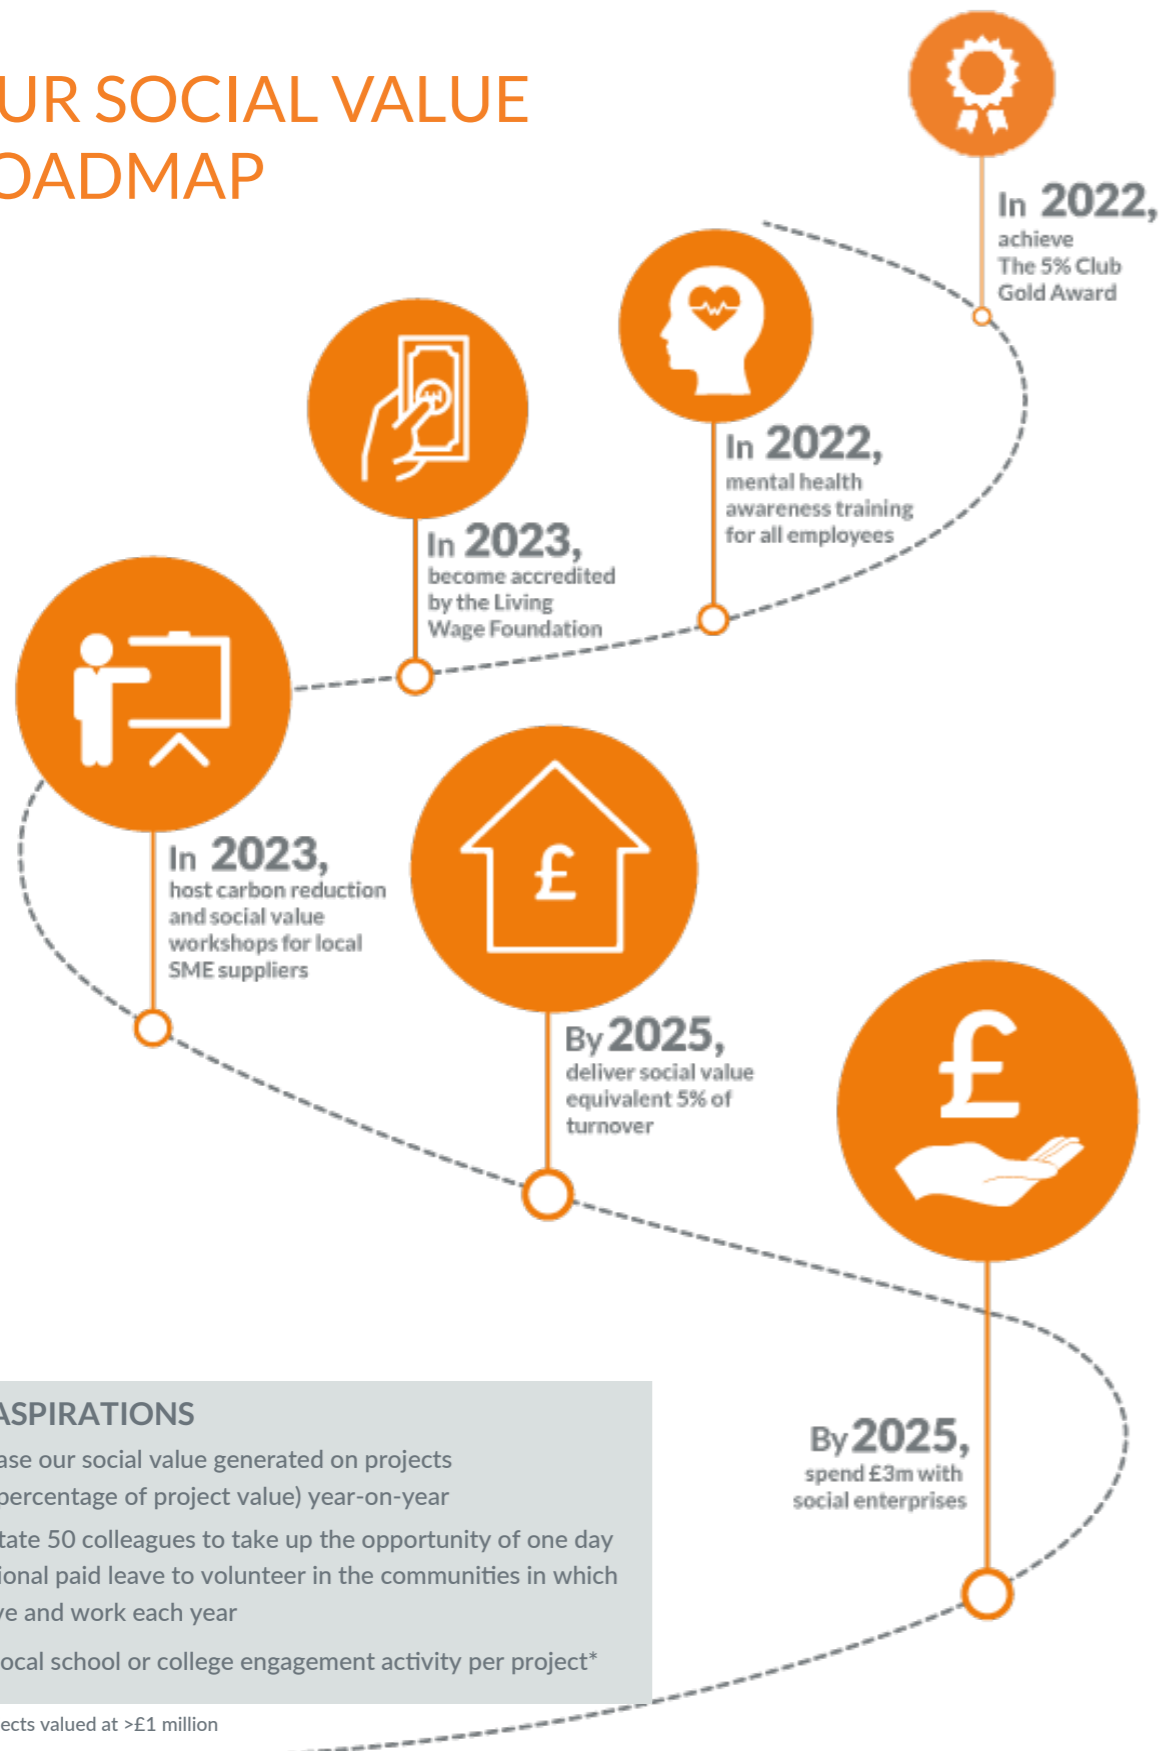 UR SOCIAL VALUE
OADMAP
In 2022,
achieve
The 5% Club
Gold Award
In 2022,
mental health
awareness training
for all employees
In 2023,
become accredited
by the Living
Wage Foundation
In 2023,
host carbon reduction
and social value
workshops for local
SME suppliers
£
By 2025,
deliver social value
equivalent 5% of
turnover
£
By 2025,
spend £3m with
social enterprises
ASPIRATIONS
ase our social value generated on projects
percentage of project value) year-on-year
tate 50 colleagues to take up the opportunity of one day
ional paid leave to volunteer in the communities in which
ve and work each year
ocal school or college engagement activity per project*
ects valued at >£1 million